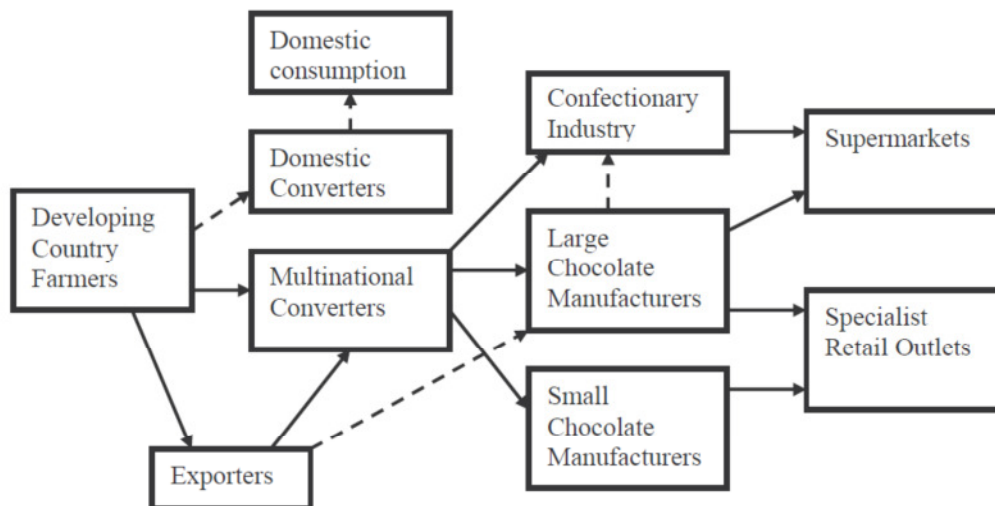 Domestic
consumption
Domestic
Converters
Developing
Country
Farmers
Multinational
Converters
Exporters
Confectionary
Industry
Large
Chocolate
Manufacturers
Small
Chocolate
Manufacturers
Supermarkets
Specialist
Retail Outlets